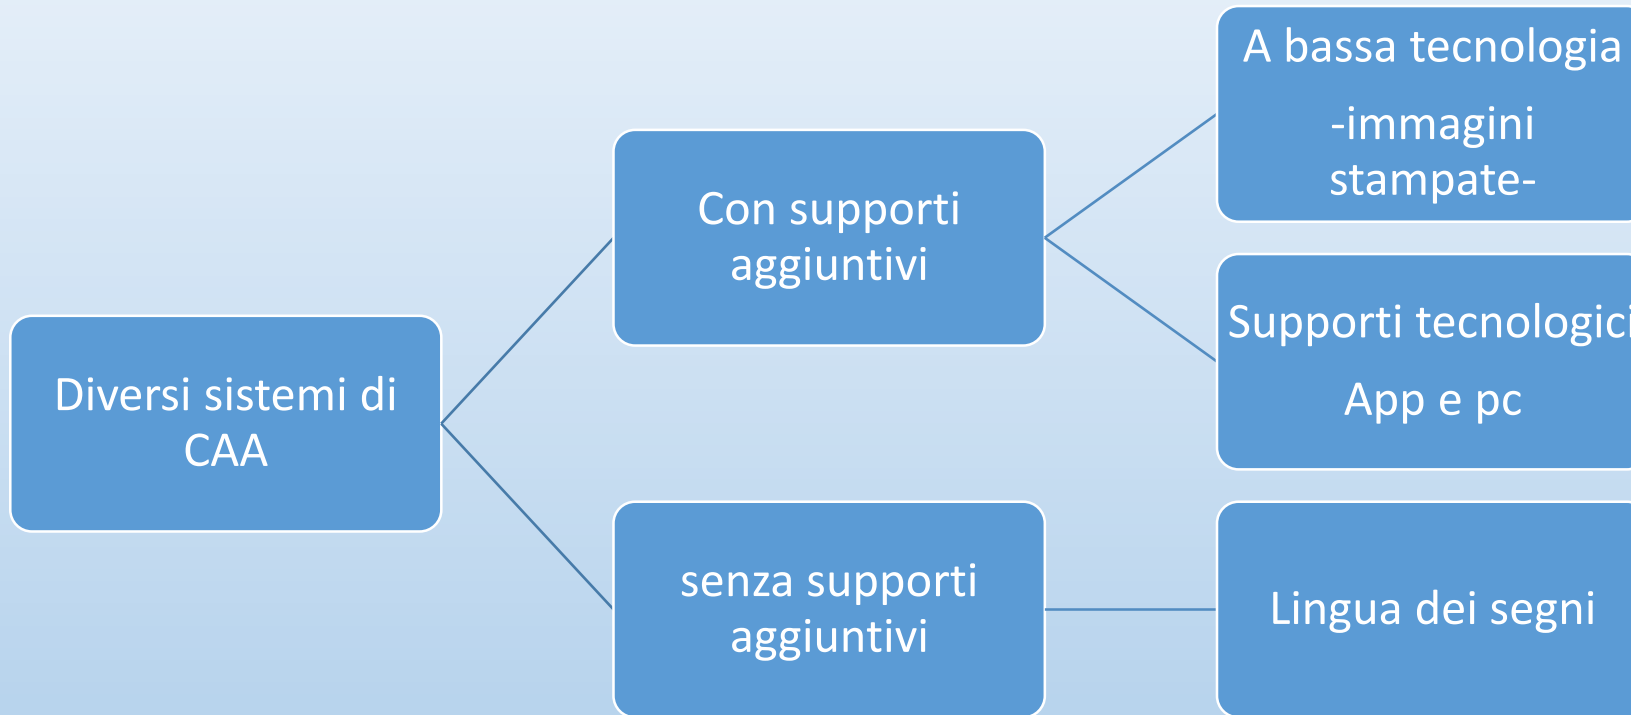 Diversi sistemi di
CAA
Con supporti
aggiuntivi
A bassa tecnologia
-immagini
stampate-
Supporti tecnologici
App e pc
senza supporti
aggiuntivi
Lingua dei segni